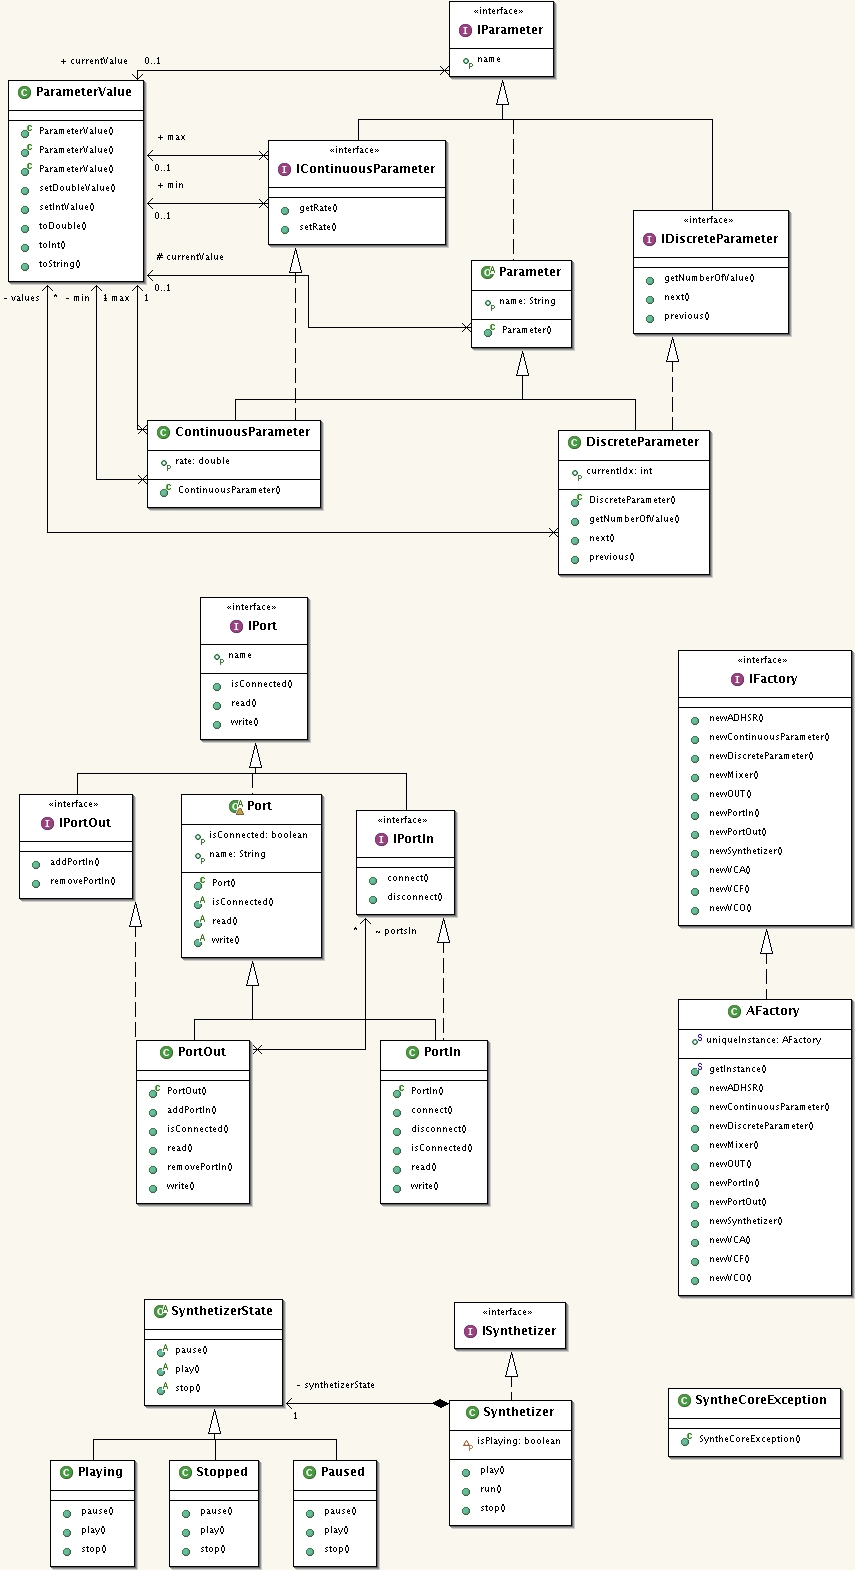 «interface»
IParameter
name
+ currentValue
0..1
ParameterValue
ParameterValue()
ParameterValue()
ParameterValue()
setDoubleValue()
setIntValue()
toDouble()
toInt()
toString()
+ max
0..1
+ min
0..1
# currentValue
0..1
«interface»
IContinuousParameter
getRate()
setRate()
«interface»
IDiscreteParameter
getNumberOfValue()
next()
previous()
Parameter
name: String
Parameter()
- values
*
- min
1
- max
1
ContinuousParameter
rate: double
ContinuousParameter()
DiscreteParameter
currentIdx: int
DiscreteParameter()
getNumberOfValue()
next()
previous()
«interface»
IPort
name
isConnected()
read()
write()
«interface»
IPortOut
addPortIn()
removePortIn()
Port
isConnected: boolean
name: String
Port()
isConnected()
read()
write()
«interface»
IPortIn
connect()
disconnect()
*
~ portsIn
PortOut
PortOut()
addPortIn()
isConnected()
read()
removePortIn()
write()
PortIn
PortIn()
connect()
disconnect()
isConnected()
read()
write()
«interface»
IFactory
newADHSR()
newContinuousParameter()
newDiscreteParameter()
newMixer()
newOUT()
newPortIn()
newPortOut()
newSynthetizer()
newVCA()
newVCF()
newVCO()
AFactory
uniqueInstance: AFactory
getInstance()
newADHSR()
newContinuousParameter()
newDiscreteParameter()
newMixer()
newOUT()
newPortIn()
newPortOut()
newSynthetizer()
newVCA()
newVCF()
newVCO()
SynthetizerState
pause()
play()
stop()
- synthetizerState
1
«interface»
ISynthetizer
Synthetizer
isPlaying: boolean
play()
run()
stop()
Playing
pause()
play()
stop()
Stopped
pause()
play()
stop()
Paused
pause()
play()
stop()
SyntheCoreException
SyntheCoreException()